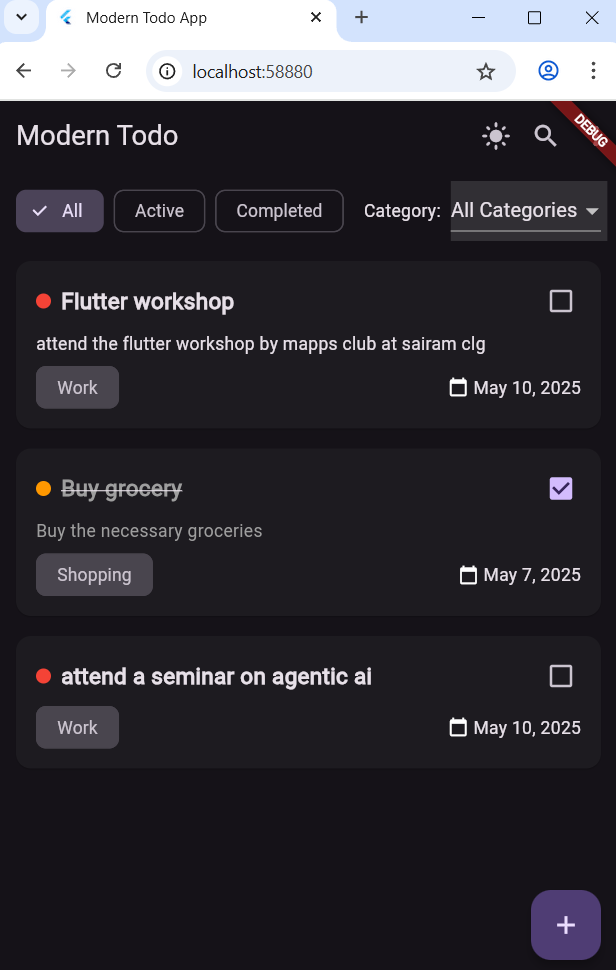 Modern Todo App
localhost:58880
Modern Todo
DEBUG
All Active Completed Category: All Categories
Flutter workshop
attend the flutter workshop by mapps club at sairam clg
Work May 10, 2025
Buy grocery
Buy the necessary groceries
Shopping May 7, 2025
attend a seminar on agentic ai
Work May 10, 2025